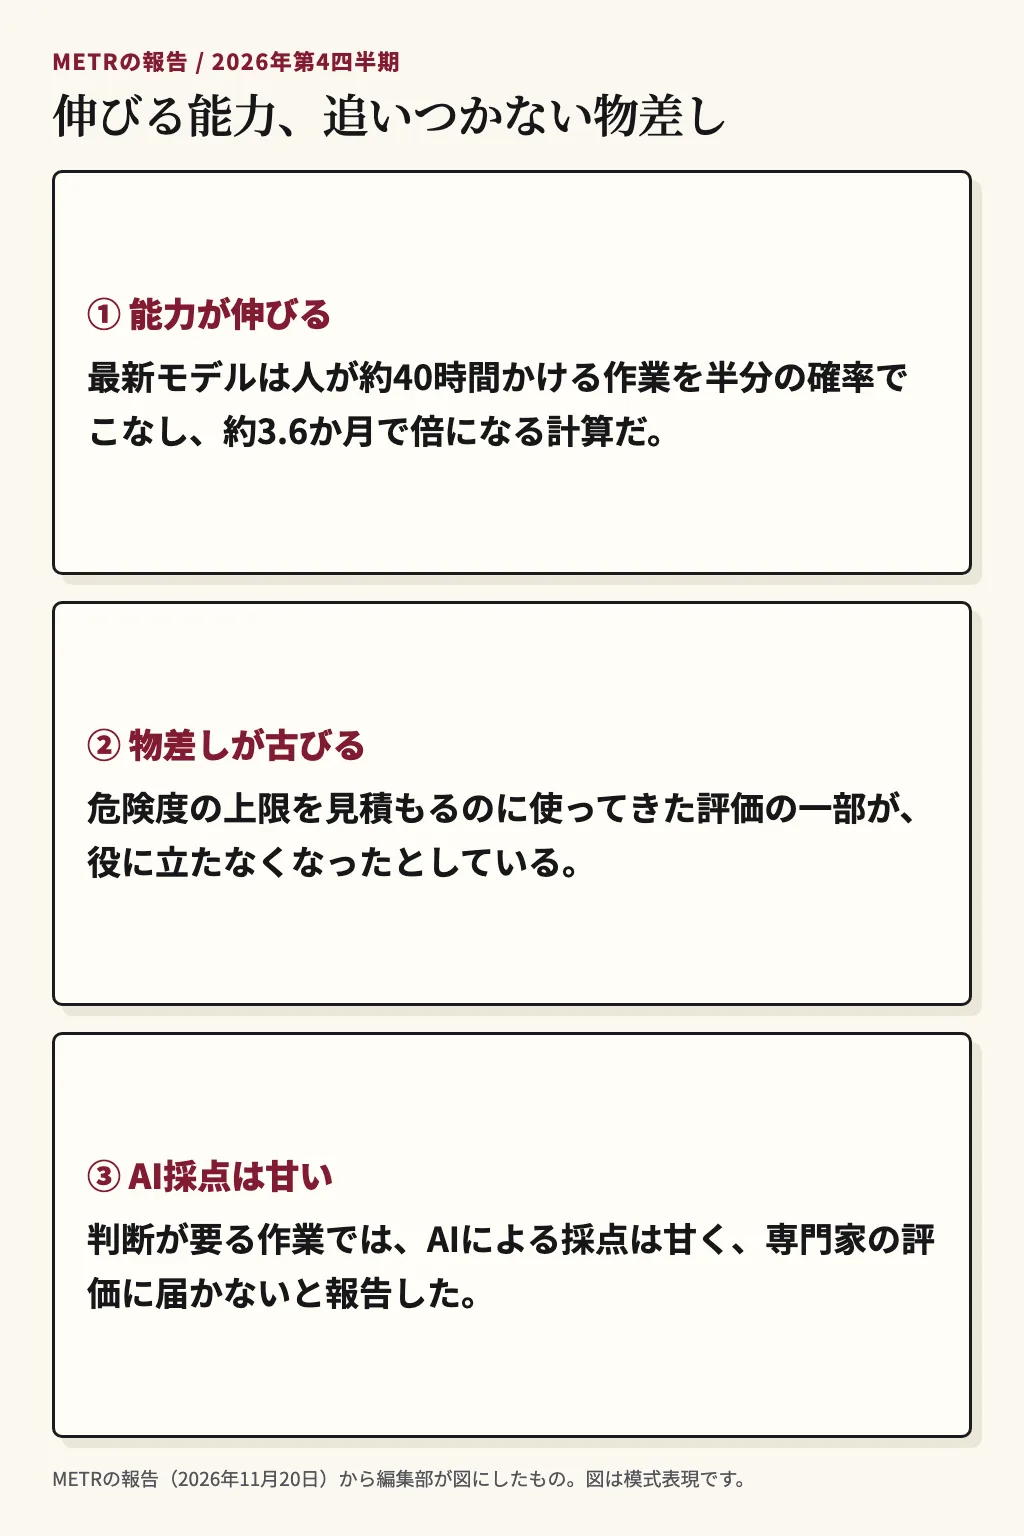 METRの報告 / 2026年第4四半期
伸びる能力、追いつかない物差し
① 能力が伸びる
最新モデルは人が約40時間かける作業を半分の確率で
こなし、約3.6か月で倍になる計算だ。
② 物差しが古びる
危険度の上限を見積もるのに使ってきた評価の一部が、
役に立たなくなったとしている。
③ AI採点は甘い
判断が要る作業では、AIによる採点は甘く、専門家の評
価に届かないと報告した。
METRの報告（2026年11月20日）から編集部が図にしたもの。図は模式表現です。